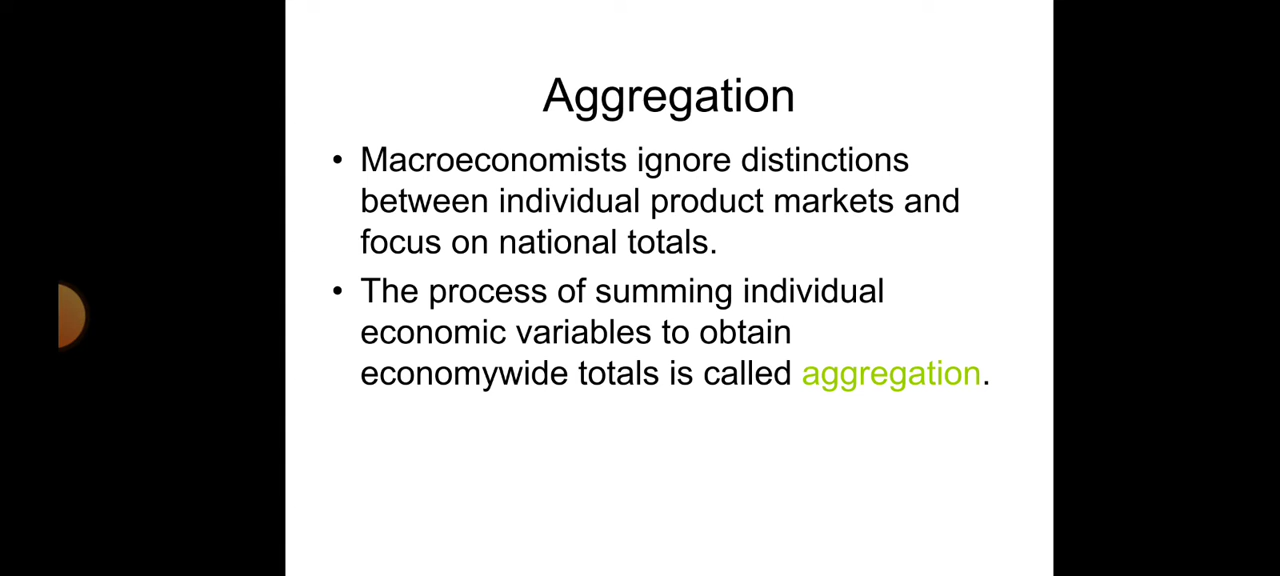 Aggregation
• Macroeconomists ignore distinctions
between individual product markets and
focus on national totals.
• The process of summing individual
economic variables to obtain
economywide totals is called aggregation.